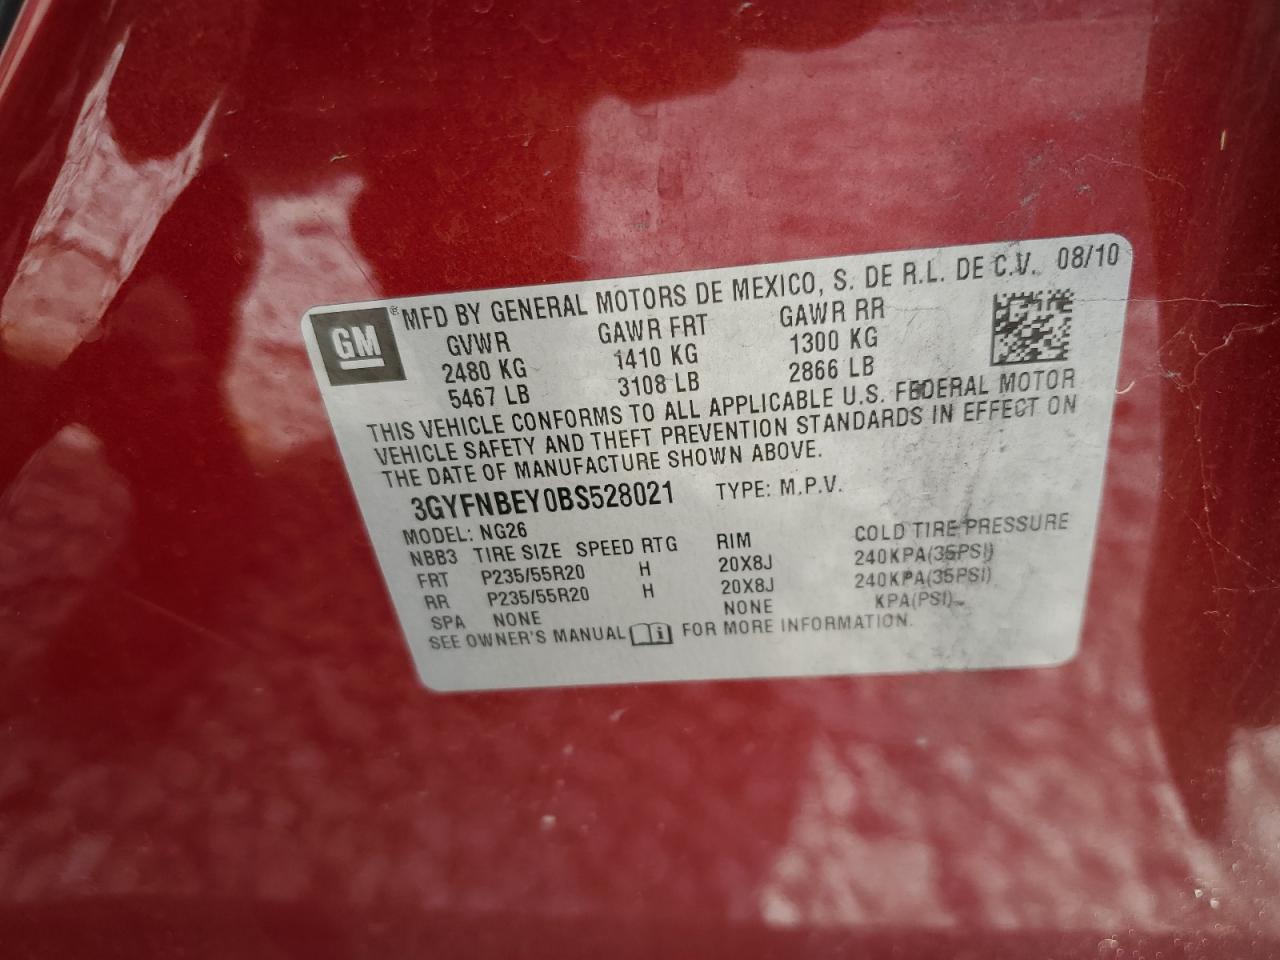 GM ® MFD BY GENERAL MOTORS DE MEXICO, S. DE R.L. DE C.V. 08/10
GVWR GAWR FRT GAWR RR
2480 KG 1410 KG 1300 KG
5467 LB 3108 LB 2866 LB
THIS VEHICLE CONFORMS TO ALL APPLICABLE U.S. FEDERAL MOTOR
VEHICLE SAFETY AND THEFT PREVENTION STANDARDS IN EFFECT ON
THE DATE OF MANUFACTURE SHOWN ABOVE.
3GYFNBEY0BS528021 TYPE: M.P.V.
MODEL: NG26
NBB3 TIRE SIZE SPEED RTG RIM COLD TIRE PRESSURE
FRT P235/55R20 H 20X8J 240KPA(35PSI)
RR P235/55R20 H 20X8J 240KPA(35PSI)
SPA NONE NONE KPA(PSI)
SEE OWNER'S MANUAL FOR MORE INFORMATION.